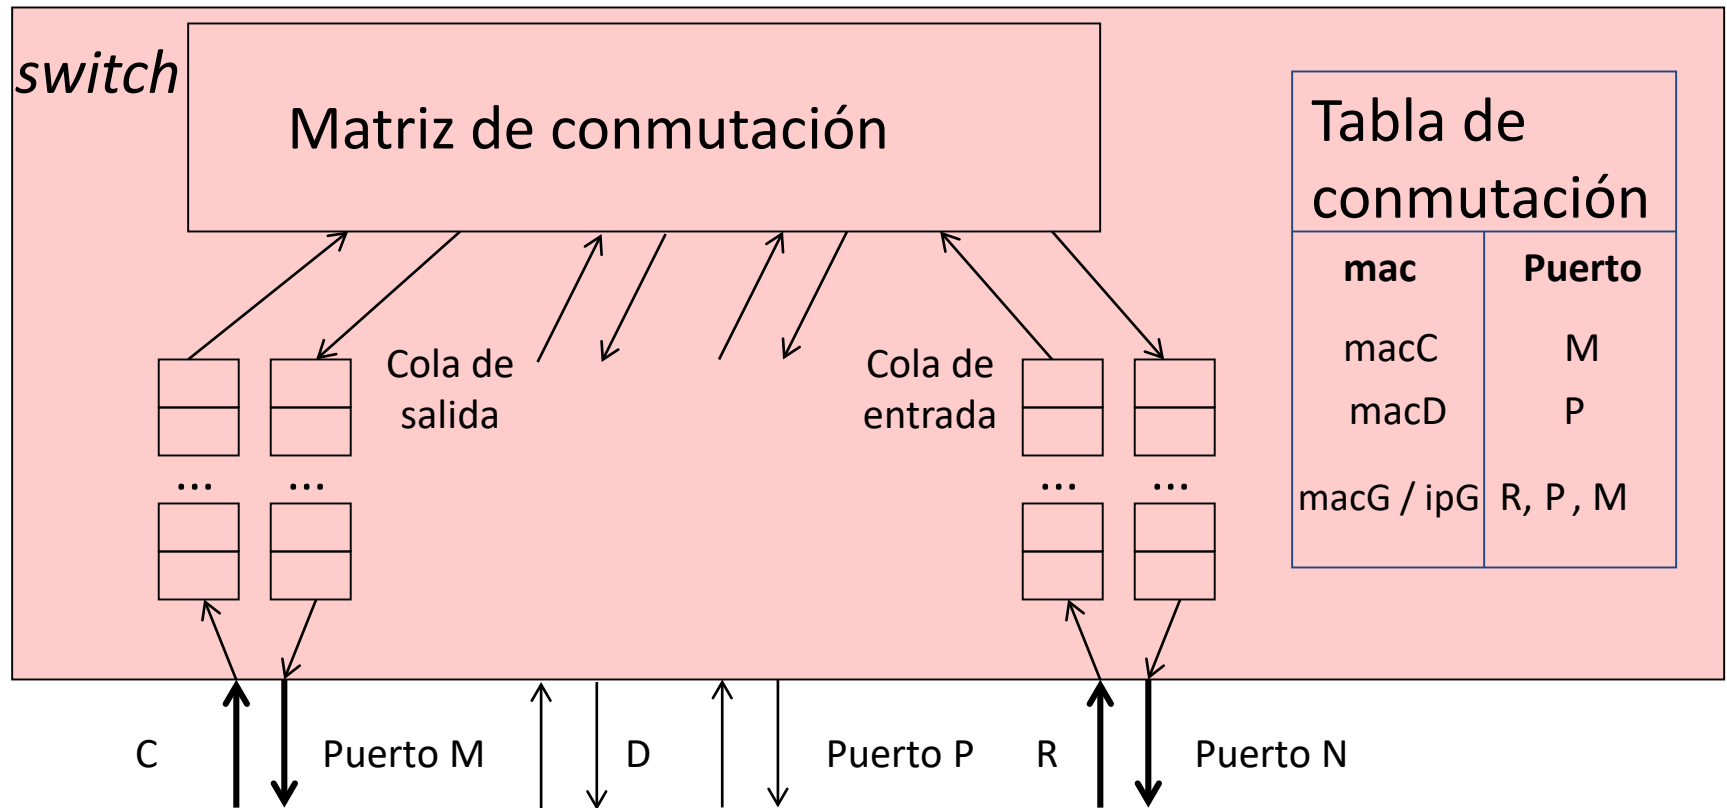 switch
Matriz de conmutación
Tabla de
conmutación
mac Puerto
macC M
macD P
macG / ipG R, P , M
Cola de
salida
Cola de
entrada
... ... ... ...
C Puerto M D Puerto P R Puerto N